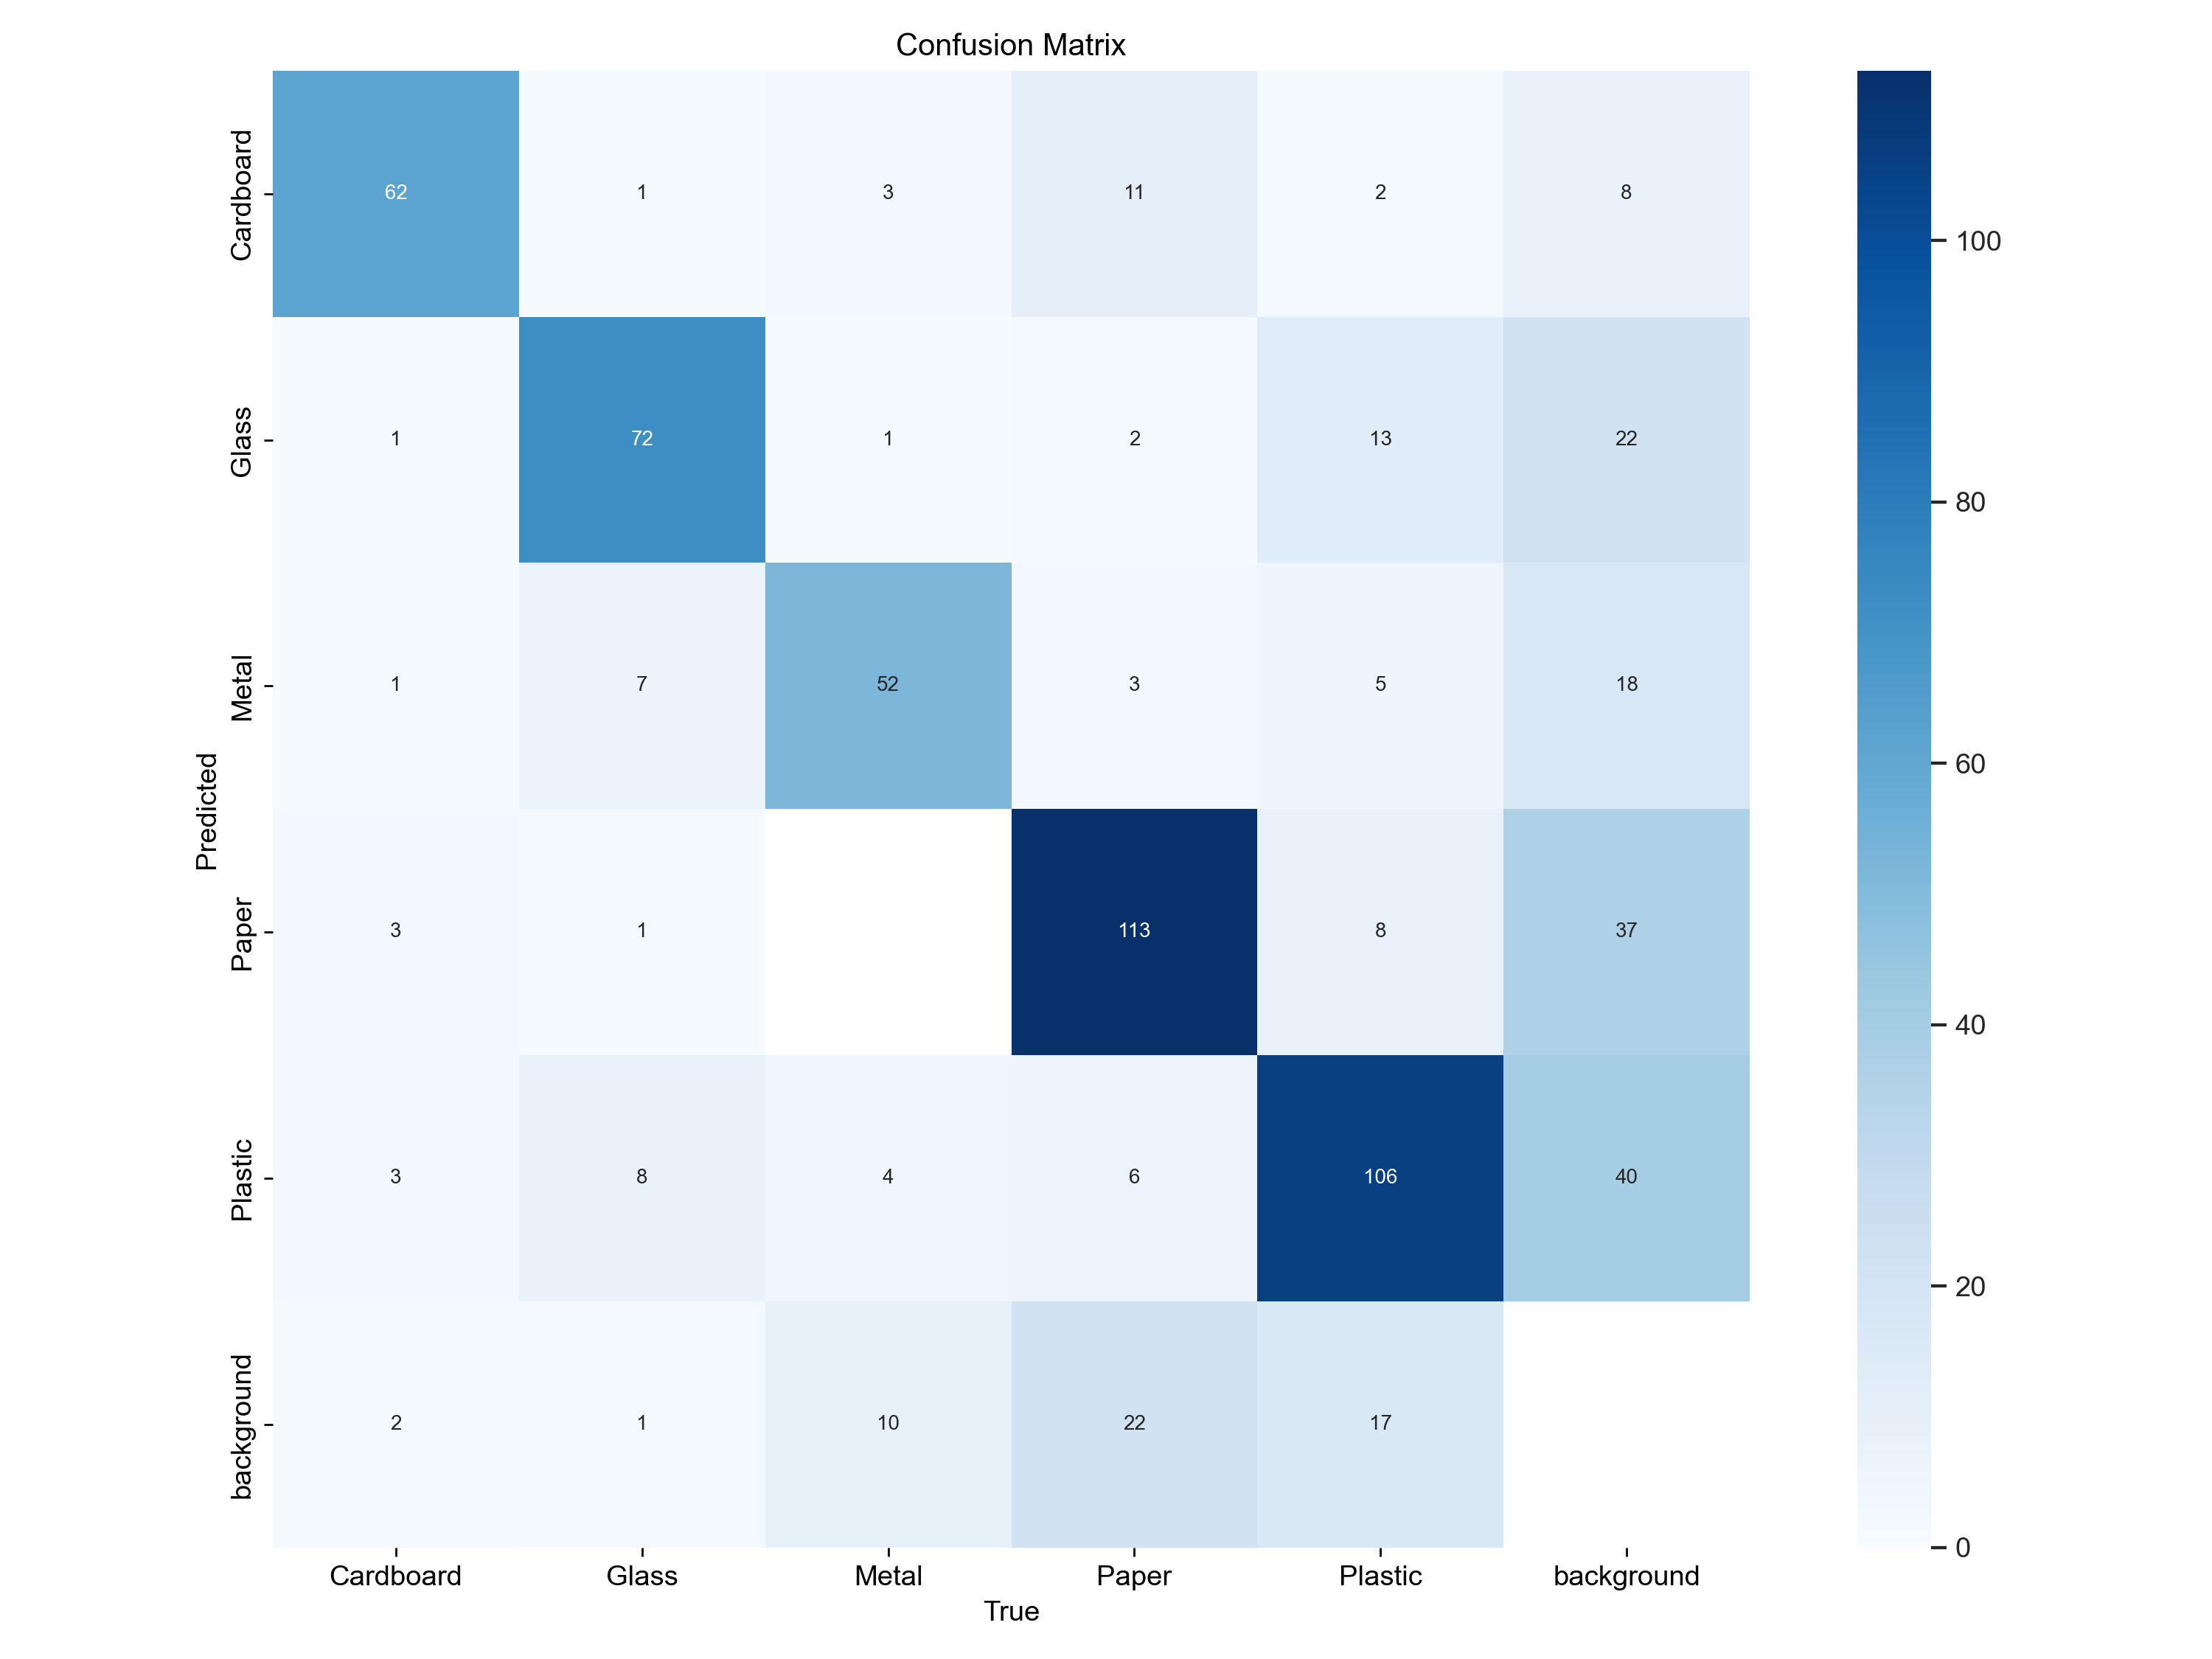 Confusion Matrix
Cardboard
62 1 3 11 2 8
Glass
1 72 1 2 13 22
Metal
1 7 52 3 5 18
Paper
3 1 113 8 37
Plastic
3 8 4 6 106 40
background
2 1 10 22 17
Predicted
Cardboard Glass Metal Paper Plastic background
True
100
80
60
40
20
0